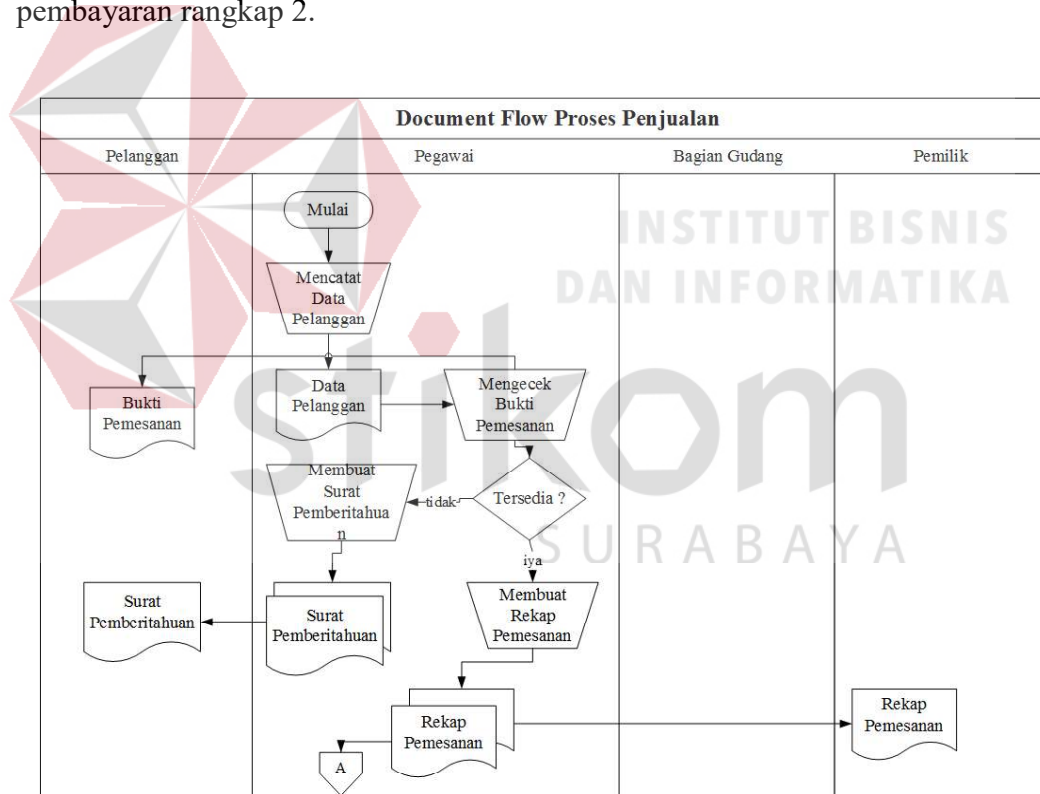 pembayaran rangkap 2.
Document Flow Proses Penjualan
Pelanggan
Pegawai
Bagian Gudang
Pemilik
Mulai
INSTITUT BISNIS
DAN INFORMATIKA
stikom
SURABAYA
Mencatat
Data
Pelanggan
Bukti
Pemesanan
Data
Pelanggan
Mengecek
Bukti
Pemesanan
Membuat
Surat
Pemberitahua
n
tidak
Tersedia ?
iya
Surat
Pemberitahuan
Surat
Pemberitahuan
Membuat
Rekap
Pemesanan
Rekap
Pemesanan
Rekap
Pemesanan
A